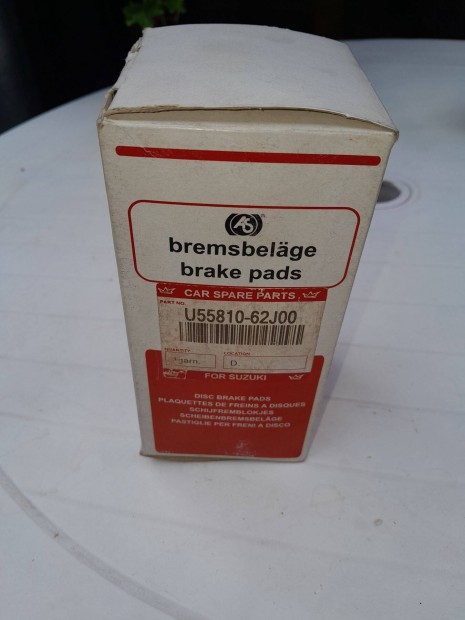 bremsbeläge
brake pads
CAR SPARE PARTS
PART NO.
U55810-62J00
QUANTITY LOCATION
D
FOR SUZUKI
DISC BRAKE PADS
PLAQUETTES DE FREINS A DISQUES
SCHIJFREMBLOKJES
SCHEIBENBREMSBELÄGE
PASTIGLIE PER FRENI A DISCO